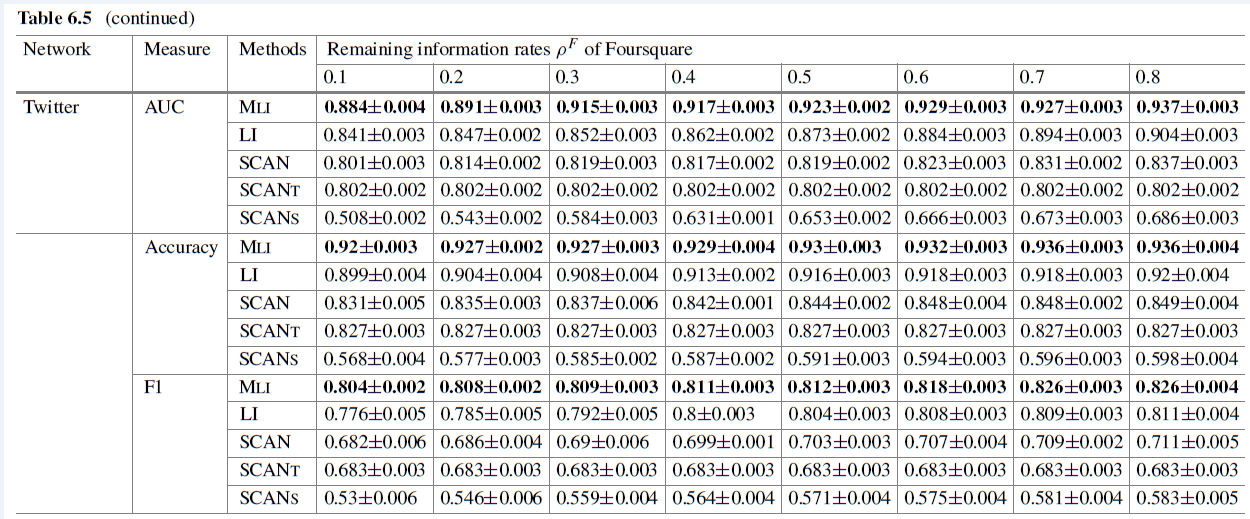 Table 6.5 (continued)
Network Measure Methods Remaining information rates ρ^F of Foursquare
0.1 0.2 0.3 0.4 0.5 0.6 0.7 0.8
Twitter AUC MLI 0.884±0.004 0.891±0.003 0.915±0.003 0.917±0.003 0.923±0.002 0.929±0.003 0.927±0.003 0.937±0.003
LI 0.841±0.003 0.847±0.002 0.852±0.003 0.862±0.002 0.873±0.002 0.884±0.003 0.894±0.003 0.904±0.003
SCAN 0.801±0.003 0.814±0.002 0.819±0.003 0.817±0.002 0.819±0.002 0.823±0.003 0.831±0.002 0.837±0.003
SCANT 0.802±0.002 0.802±0.002 0.802±0.002 0.802±0.002 0.802±0.002 0.802±0.002 0.802±0.002 0.802±0.002
SCANS 0.508±0.002 0.543±0.002 0.584±0.003 0.631±0.001 0.653±0.002 0.666±0.003 0.673±0.003 0.686±0.003
Accuracy MLI 0.92±0.003 0.927±0.002 0.927±0.003 0.929±0.004 0.93±0.003 0.932±0.003 0.936±0.003 0.936±0.004
LI 0.899±0.004 0.904±0.004 0.908±0.004 0.913±0.002 0.916±0.003 0.918±0.003 0.918±0.003 0.92±0.004
SCAN 0.831±0.005 0.835±0.003 0.837±0.006 0.842±0.001 0.844±0.002 0.848±0.004 0.848±0.002 0.849±0.004
SCANT 0.827±0.003 0.827±0.003 0.827±0.003 0.827±0.003 0.827±0.003 0.827±0.003 0.827±0.003 0.827±0.003
SCANS 0.568±0.004 0.577±0.003 0.585±0.002 0.587±0.002 0.591±0.003 0.594±0.003 0.596±0.003 0.598±0.004
F1 MLI 0.804±0.002 0.808±0.002 0.809±0.003 0.811±0.003 0.812±0.003 0.818±0.003 0.826±0.003 0.826±0.004
LI 0.776±0.005 0.785±0.005 0.792±0.005 0.8±0.003 0.804±0.003 0.808±0.003 0.809±0.003 0.811±0.004
SCAN 0.682±0.006 0.686±0.004 0.69±0.006 0.699±0.001 0.703±0.003 0.707±0.004 0.709±0.002 0.711±0.005
SCANT 0.683±0.003 0.683±0.003 0.683±0.003 0.683±0.003 0.683±0.003 0.683±0.003 0.683±0.003 0.683±0.003
SCANS 0.53±0.006 0.546±0.006 0.559±0.004 0.564±0.004 0.571±0.004 0.575±0.004 0.581±0.004 0.583±0.005